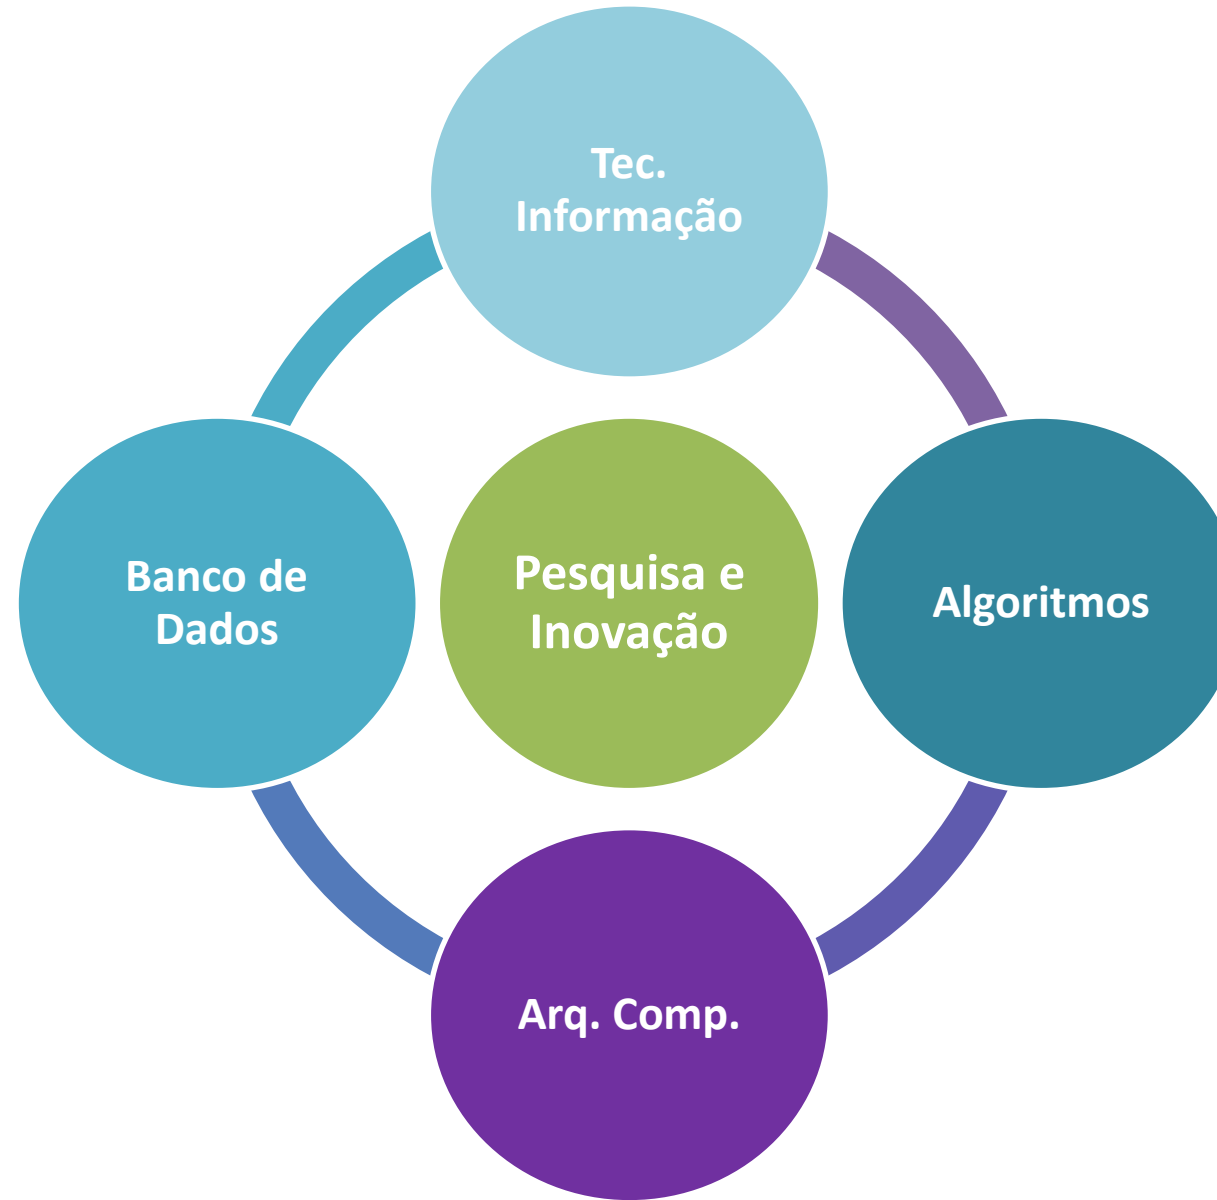 Tec.
Informação
Banco de
Dados
Pesquisa e
Inovação
Algoritmos
Arq. Comp.